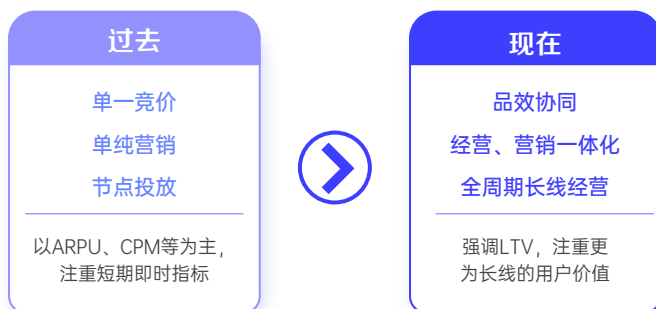 过去
单一竞价
单纯营销
节点投放
以ARPU、CPM等为主，
注重短期即时指标
现在
品效协同
经营、营销一体化
全周期长线经营
强调LTV，注重更
为长线的用户价值